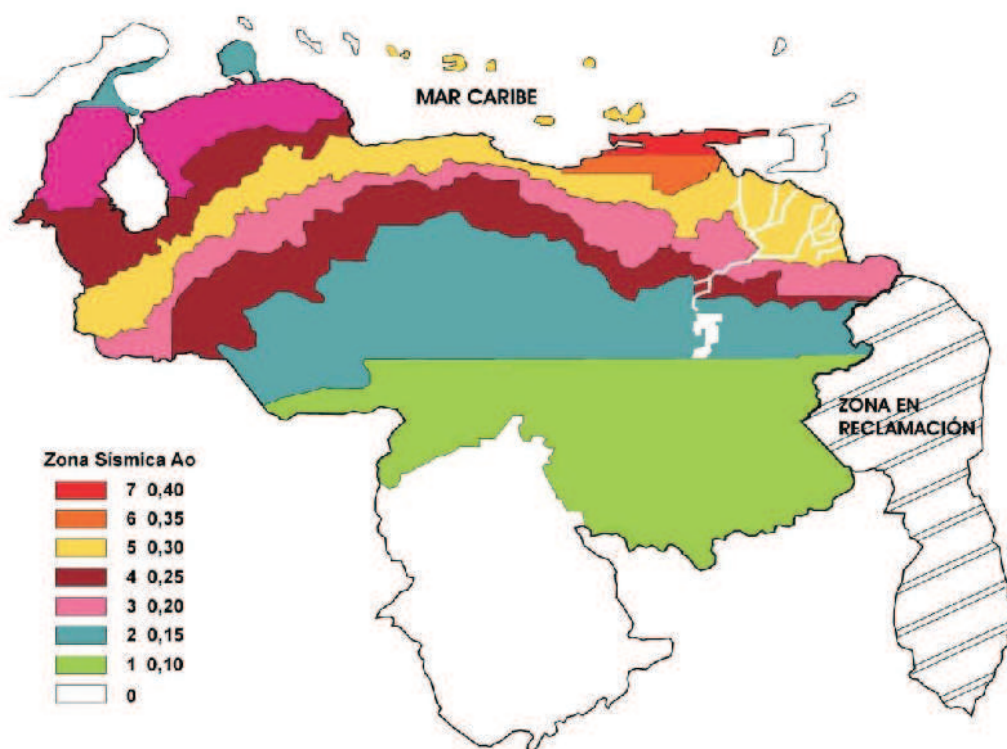 MAR CARIBE
ZONA EN
RECLAMACIÓN
Zona Sísmica Ao
7 0,40
6 0,35
5 0,30
4 0,25
3 0,20
2 0,15
1 0,10
0